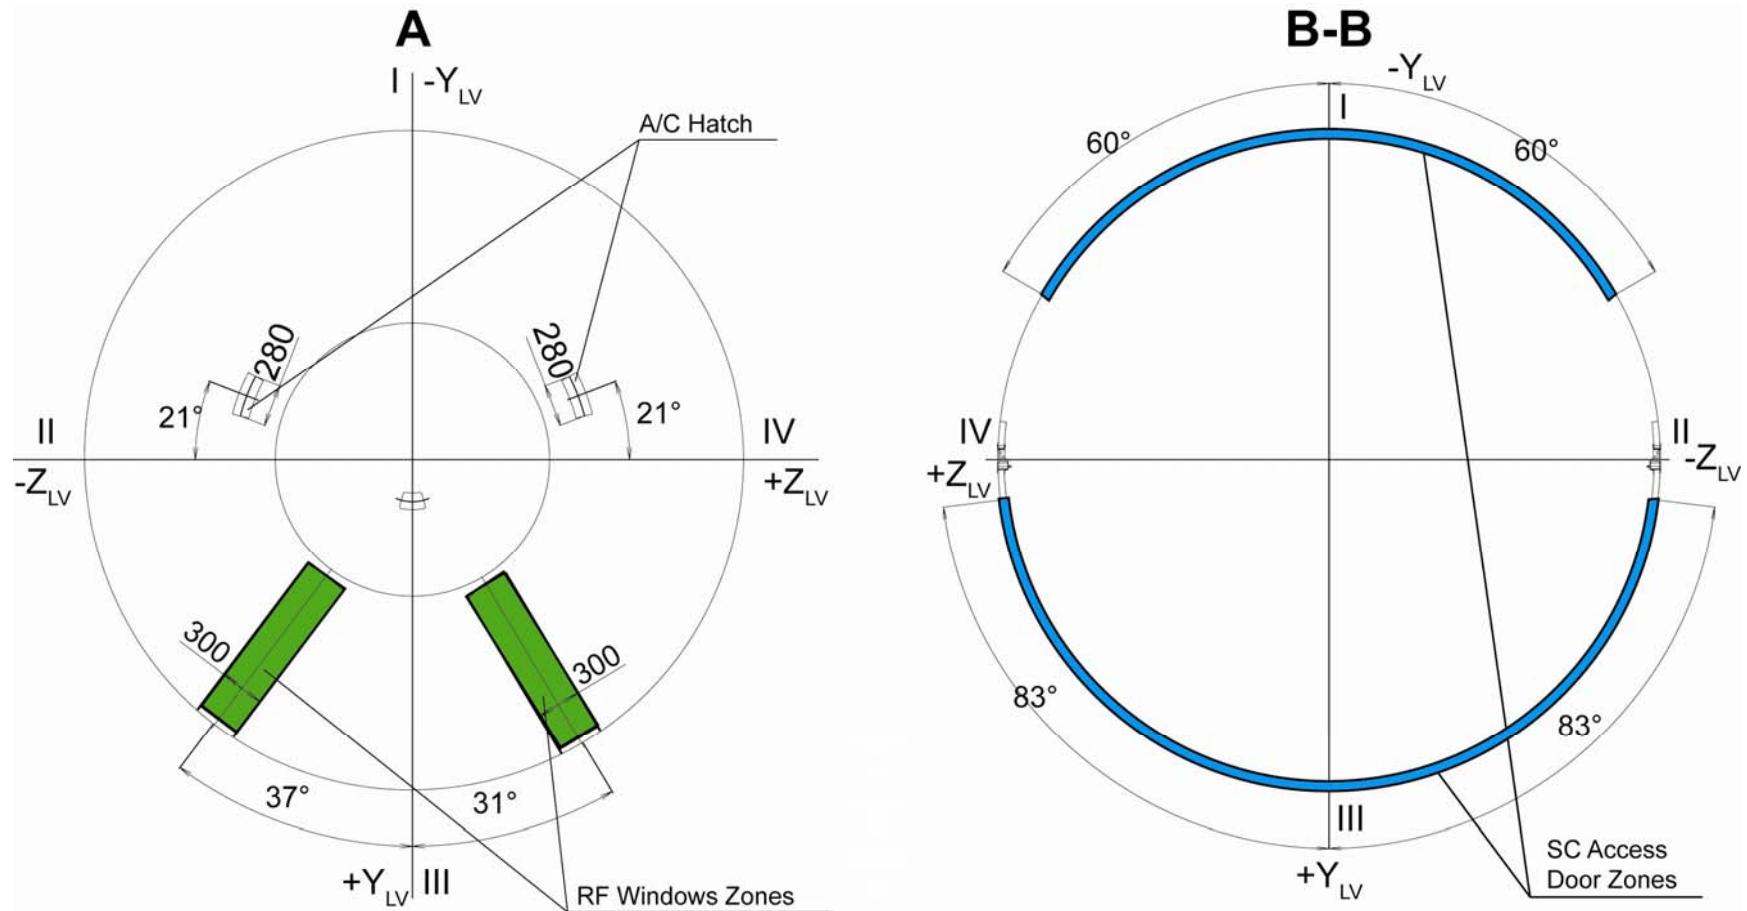 A
I -Y_LV
A/C Hatch
280
280
21°
21°
II
IV
-Z_LV
+Z_LV
300
300
37°
31°
+Y_LV III
RF Windows Zones
B-B
-Y_LV
I
60°
60°
IV
II
+Z_LV
-Z_LV
83°
83°
III
+Y_LV
SC Access
Door Zones